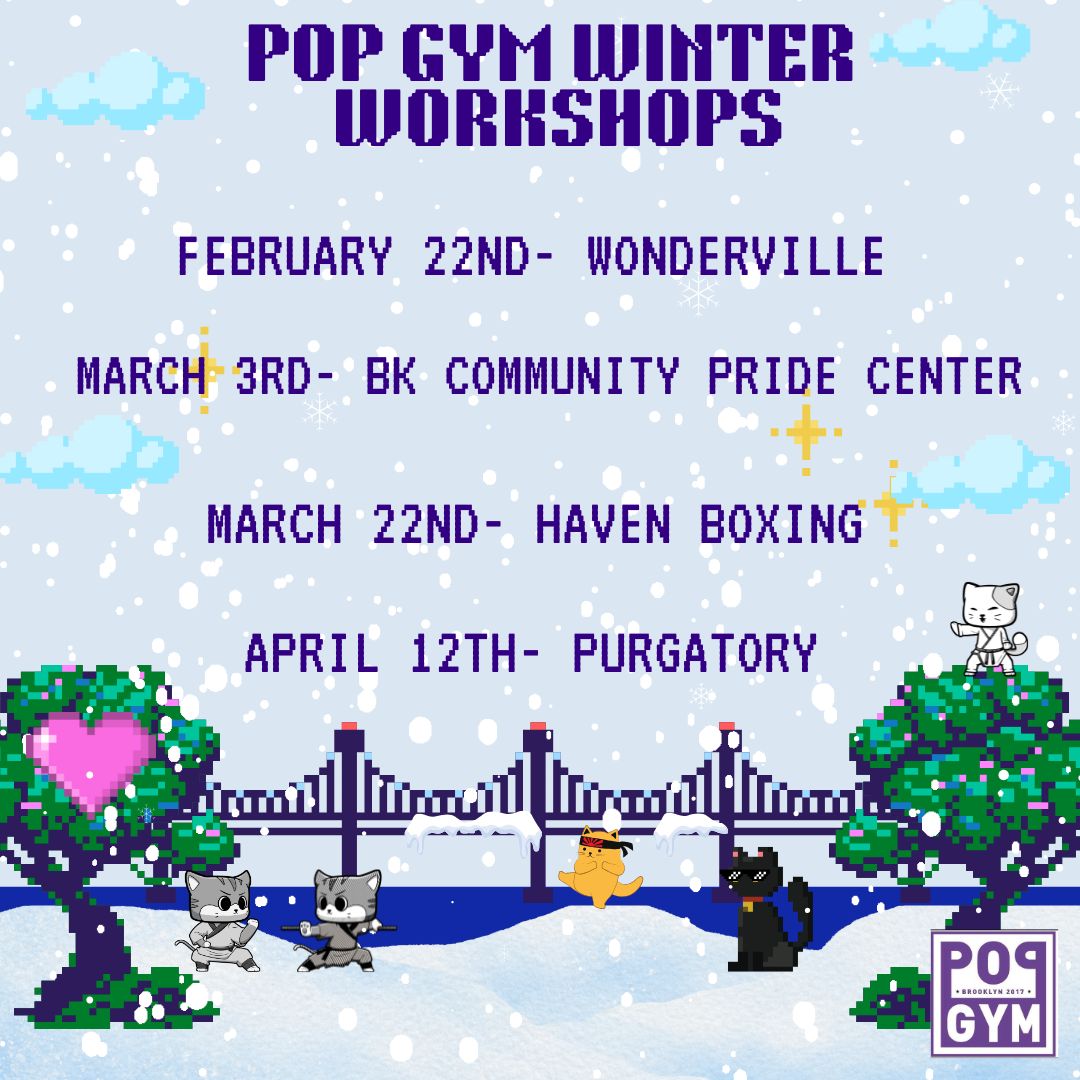 POP GYM WINTER
WORKSHOPS
FEBRUARY 22ND- WONDERVILLE
MARCH 3RD- BK COMMUNITY PRIDE CENTER
MARCH 22ND- HAVEN BOXING
APRIL 12TH- PURGATORY
POP
• BROOKLYN 2017 •
GYM